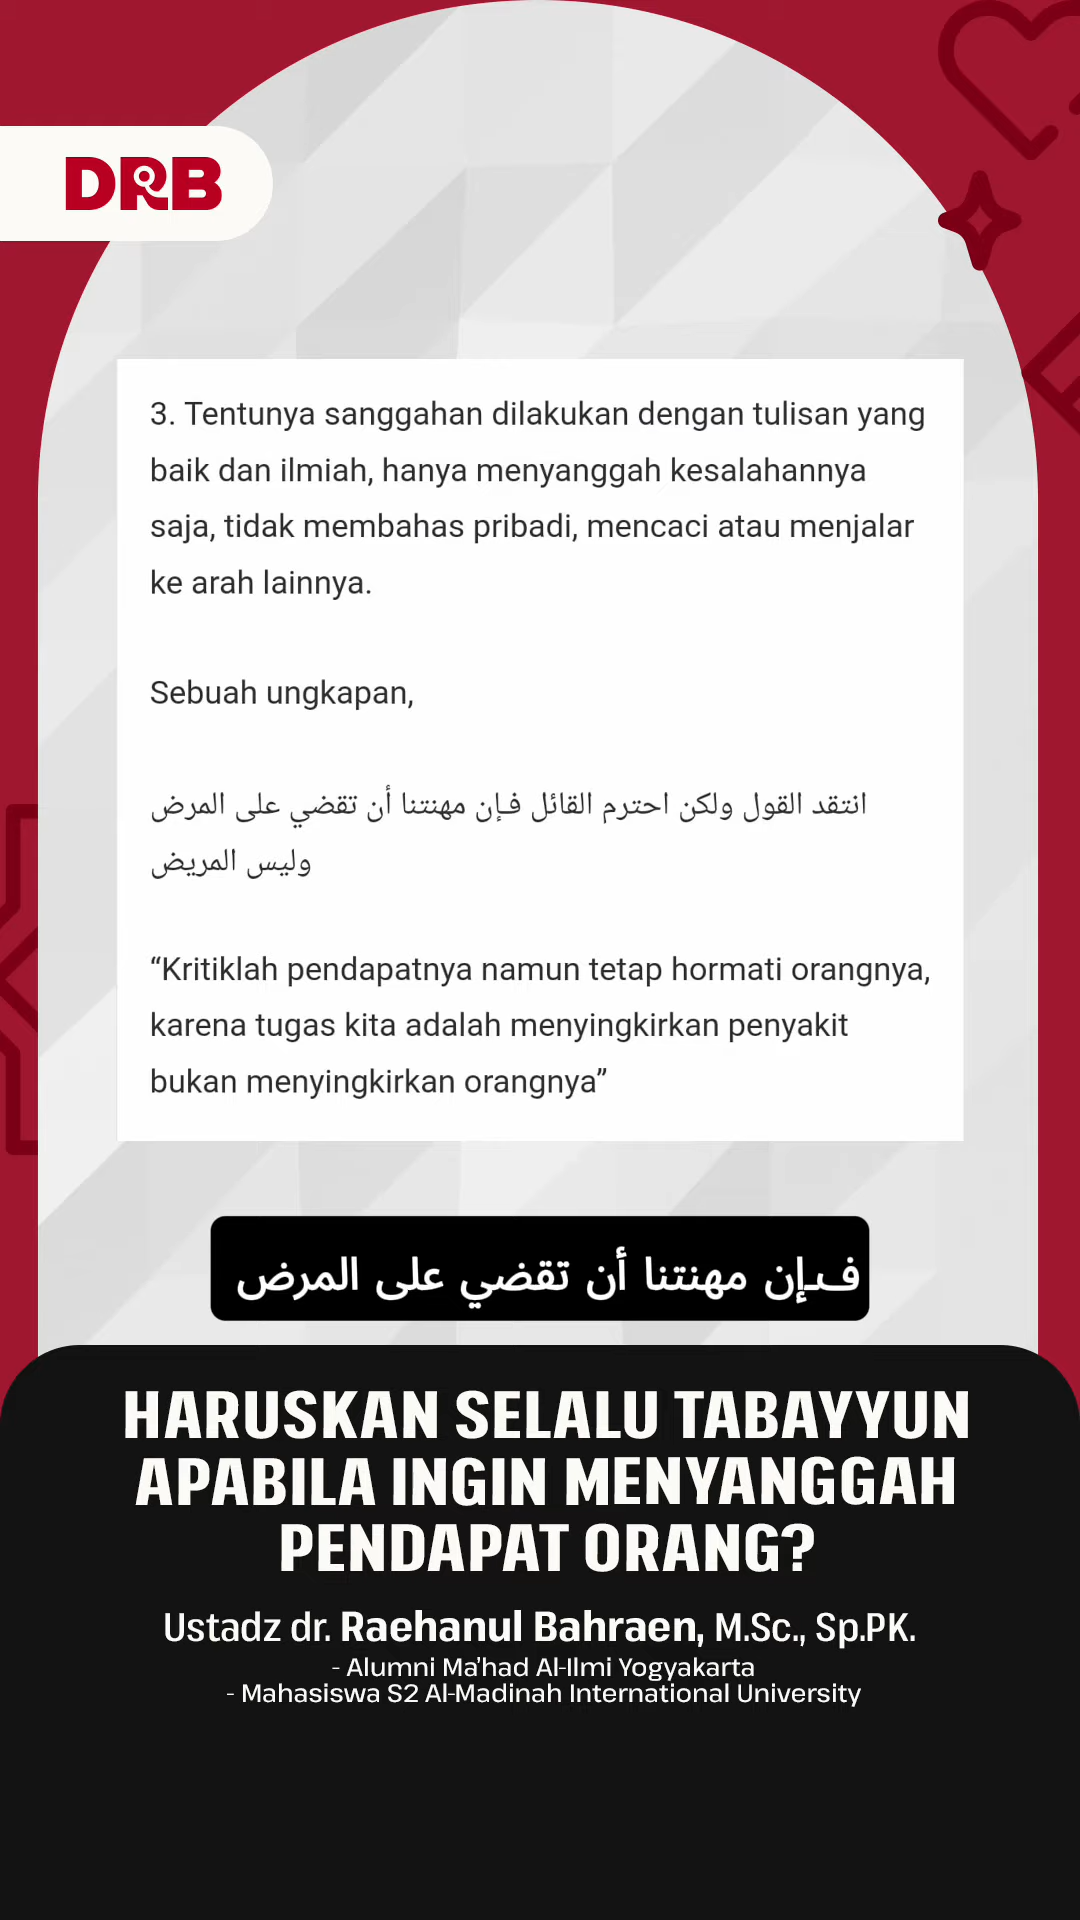 DRB
3. Tentunya sanggahan dilakukan dengan tulisan yang
baik dan ilmiah, hanya menyanggah kesalahannya
saja, tidak membahas pribadi, mencaci atau menjalar
ke arah lainnya.
Sebuah ungkapan,
انتقد القول ولكن احترم القائل فـإن مهنتنا أن تقضي على المرض
وليس المريض
“Kritiklah pendapatnya namun tetap hormati orangnya,
karena tugas kita adalah menyingkirkan penyakit
bukan menyingkirkan orangnya”
فـإن مهنتنا أن تقضي على المرض
HARUSKAN SELALU TABAYYUN
APABILA INGIN MENYANGGAH
PENDAPAT ORANG?
Ustadz dr. Raehanul Bahraen, M.Sc., Sp.PK.
- Alumni Ma'had Al-Ilmi Yogyakarta
- Mahasiswa S2 Al-Madinah International University